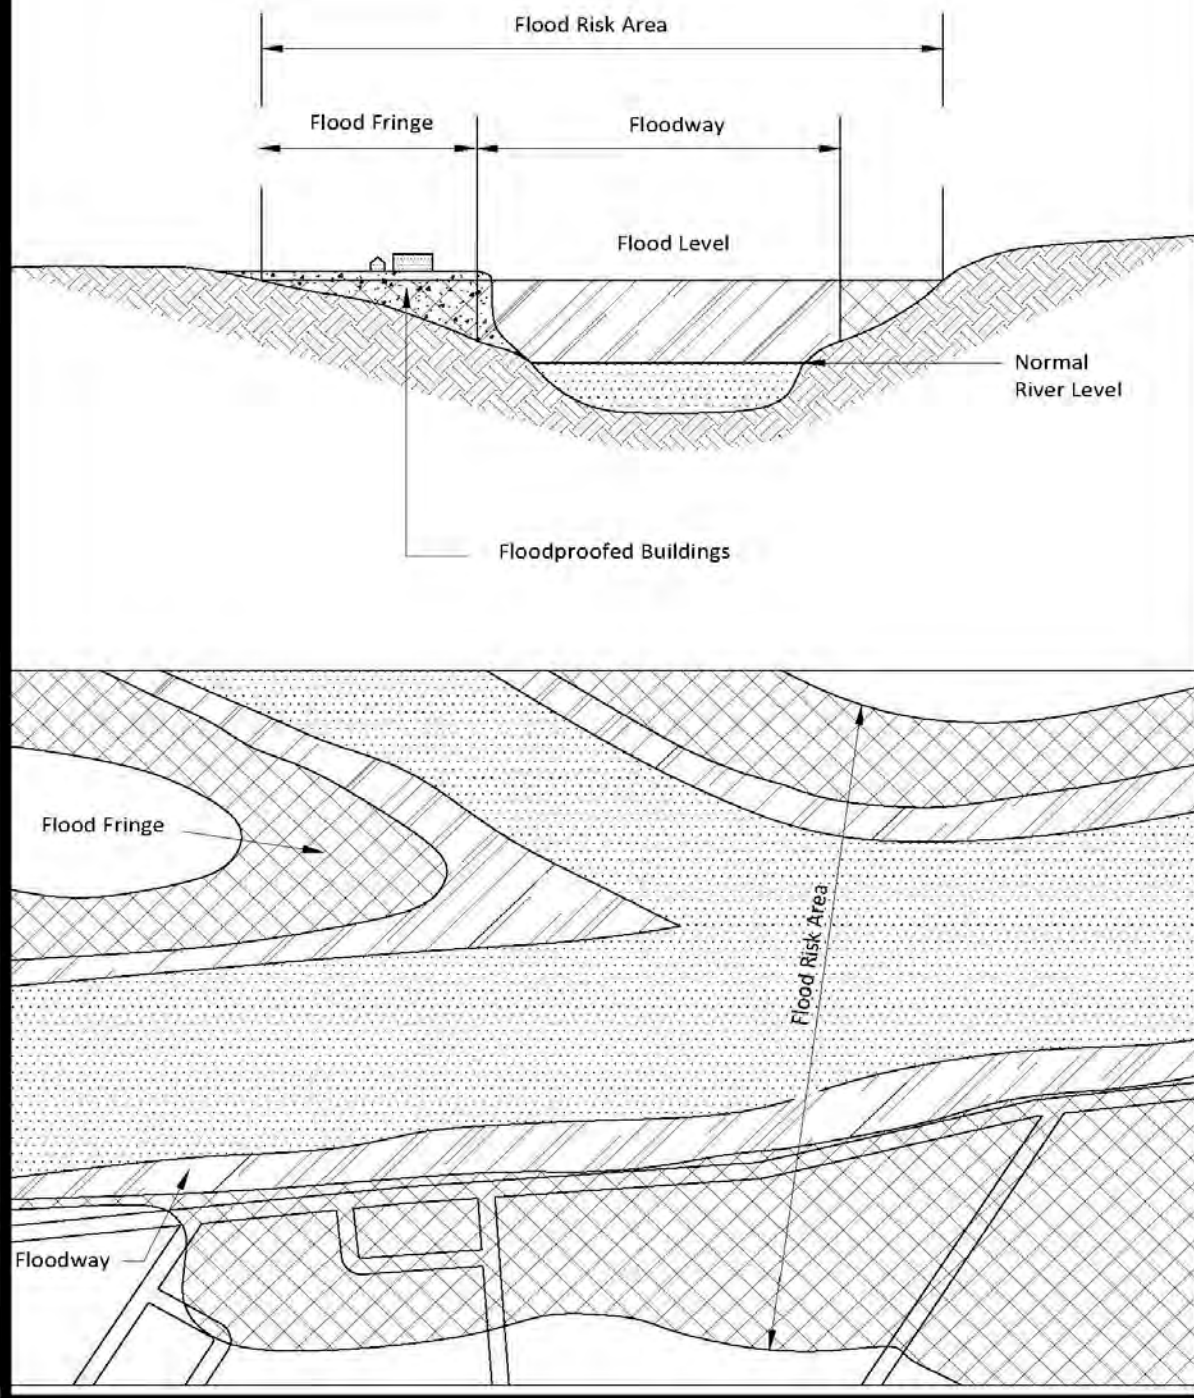 Flood Risk Area
Flood Fringe
Floodway
Flood Level
Normal
River Level
Floodproofed Buildings
Flood Fringe
Flood Risk Area
Floodway